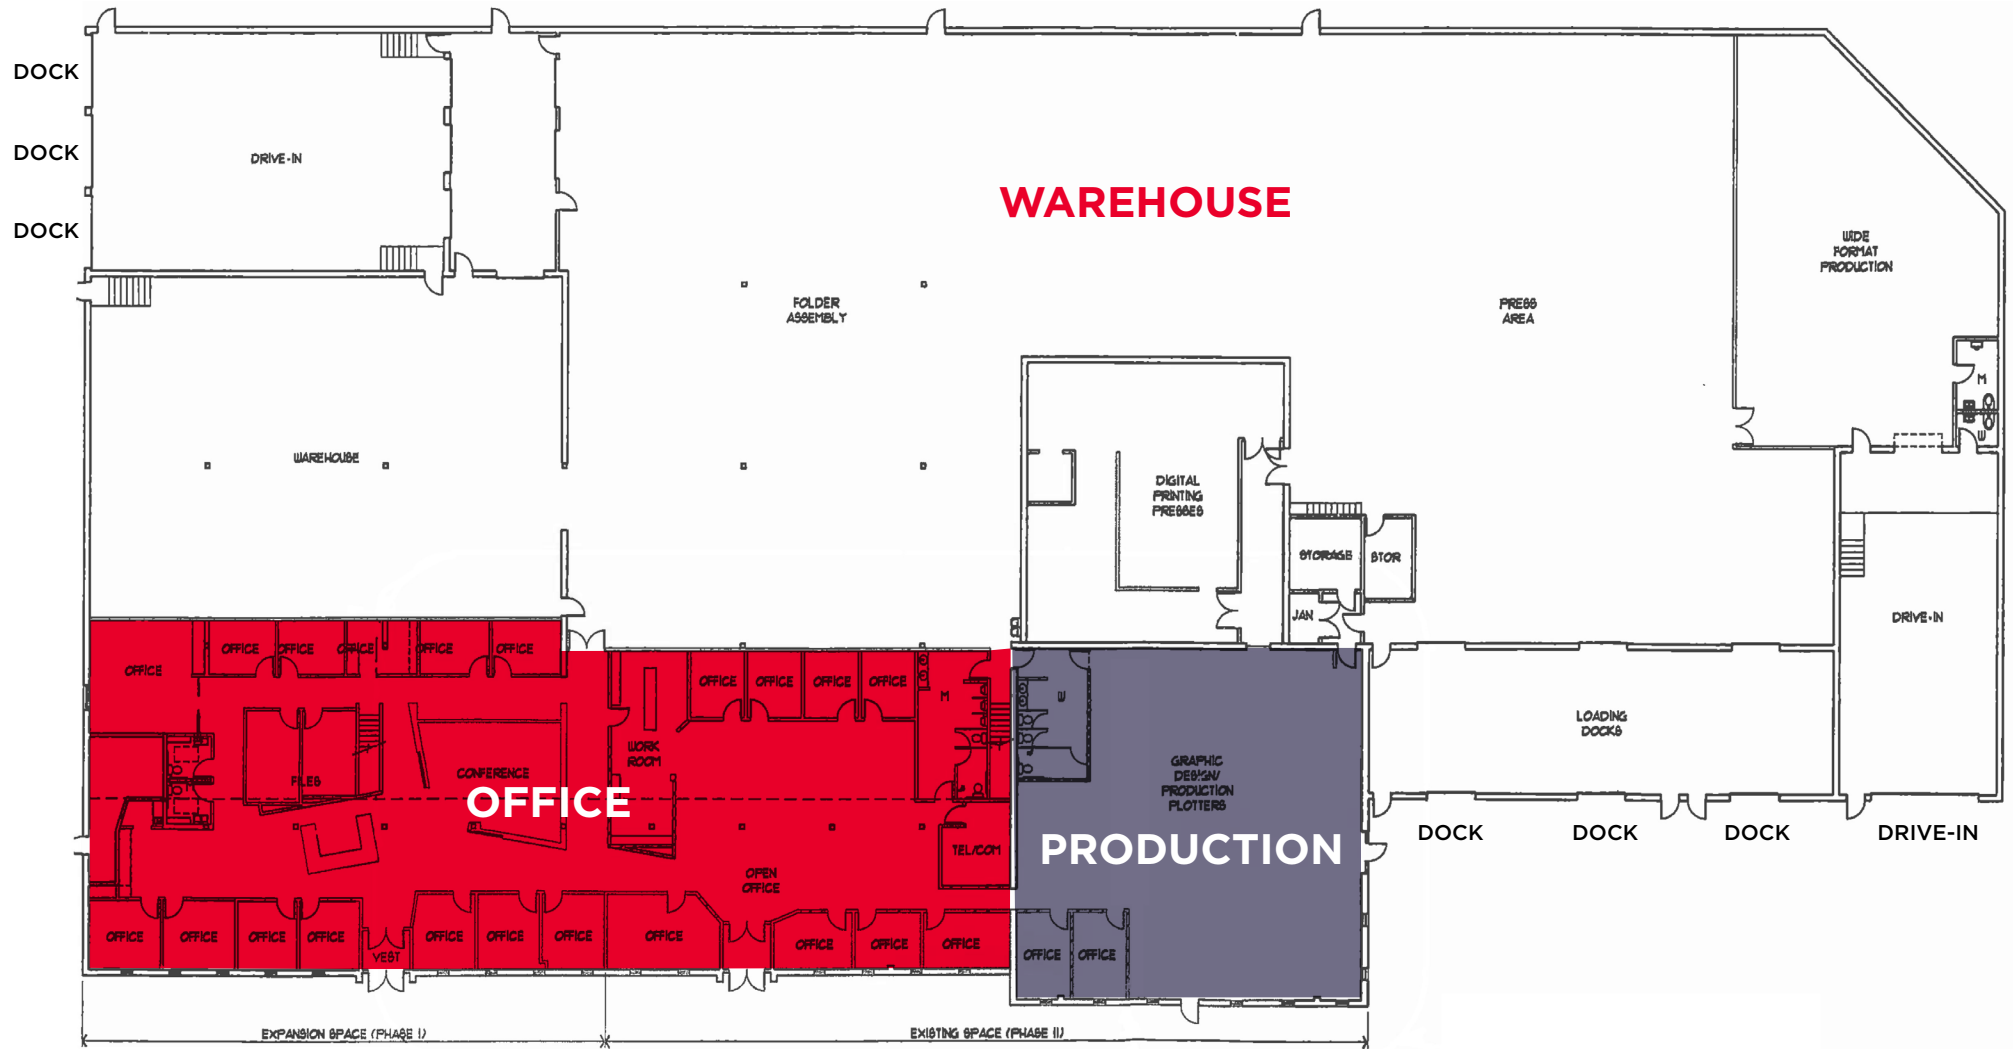 DOCK
DOCK
DRIVE-IN
DOCK
WAREHOUSE
WIDE
FORMAT
PRODUCTION
FOLDER
ASSEMBLY
PRESS
AREA
M
W
WAREHOUSE
DIGITAL
PRINTING
PRESSES
STORAGE
STOR
JAN
DRIVE-IN
OFFICE
OFFICE
OFFICE
OFFICE
OFFICE
OFFICE
OFFICE
OFFICE
OFFICE
OFFICE
M
W
WORK
ROOM
LOADING
DOCKS
FILES
CONFERENCE
OFFICE
GRAPHIC
DESIGN/
PRODUCTION
PLOTTERS
PRODUCTION
TEL/COM
OPEN
OFFICE
DOCK
DOCK
DOCK
DRIVE-IN
OFFICE
OFFICE
OFFICE
OFFICE
VEST
OFFICE
OFFICE
OFFICE
OFFICE
OFFICE
OFFICE
OFFICE
OFFICE
OFFICE
EXPANSION SPACE (PHASE I)
EXISTING SPACE (PHASE II)